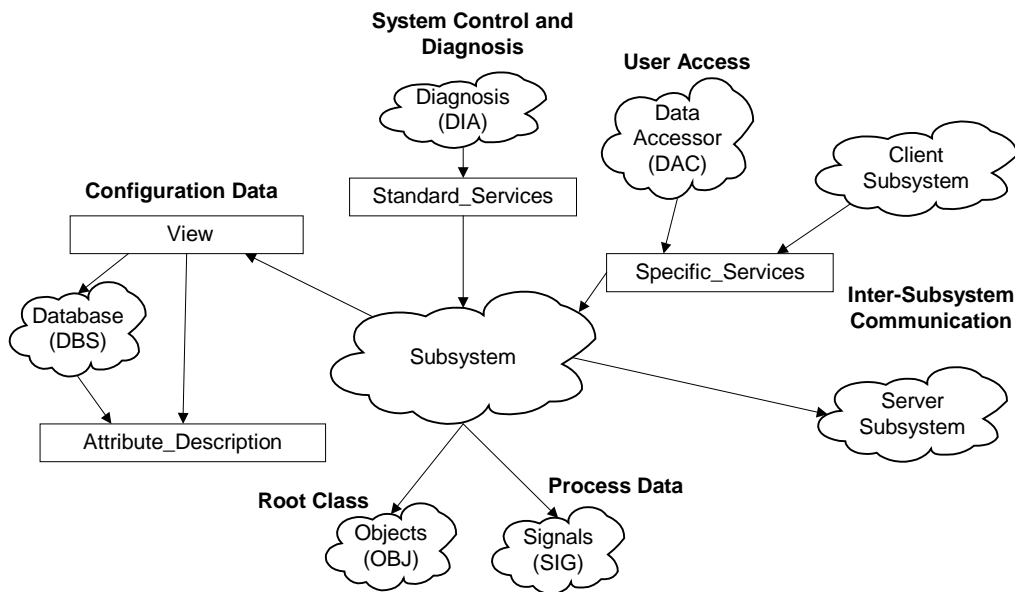 System Control and
Diagnosis
User Access
Diagnosis
(DIA)
Data
Accessor
(DAC)
Client
Subsystem
Configuration Data
Standard_Services
View
Specific_Services
Inter-Subsystem
Communication
Database
(DBS)
Subsystem
Server
Subsystem
Attribute_Description
Root Class
Process Data
Objects
(OBJ)
Signals
(SIG)